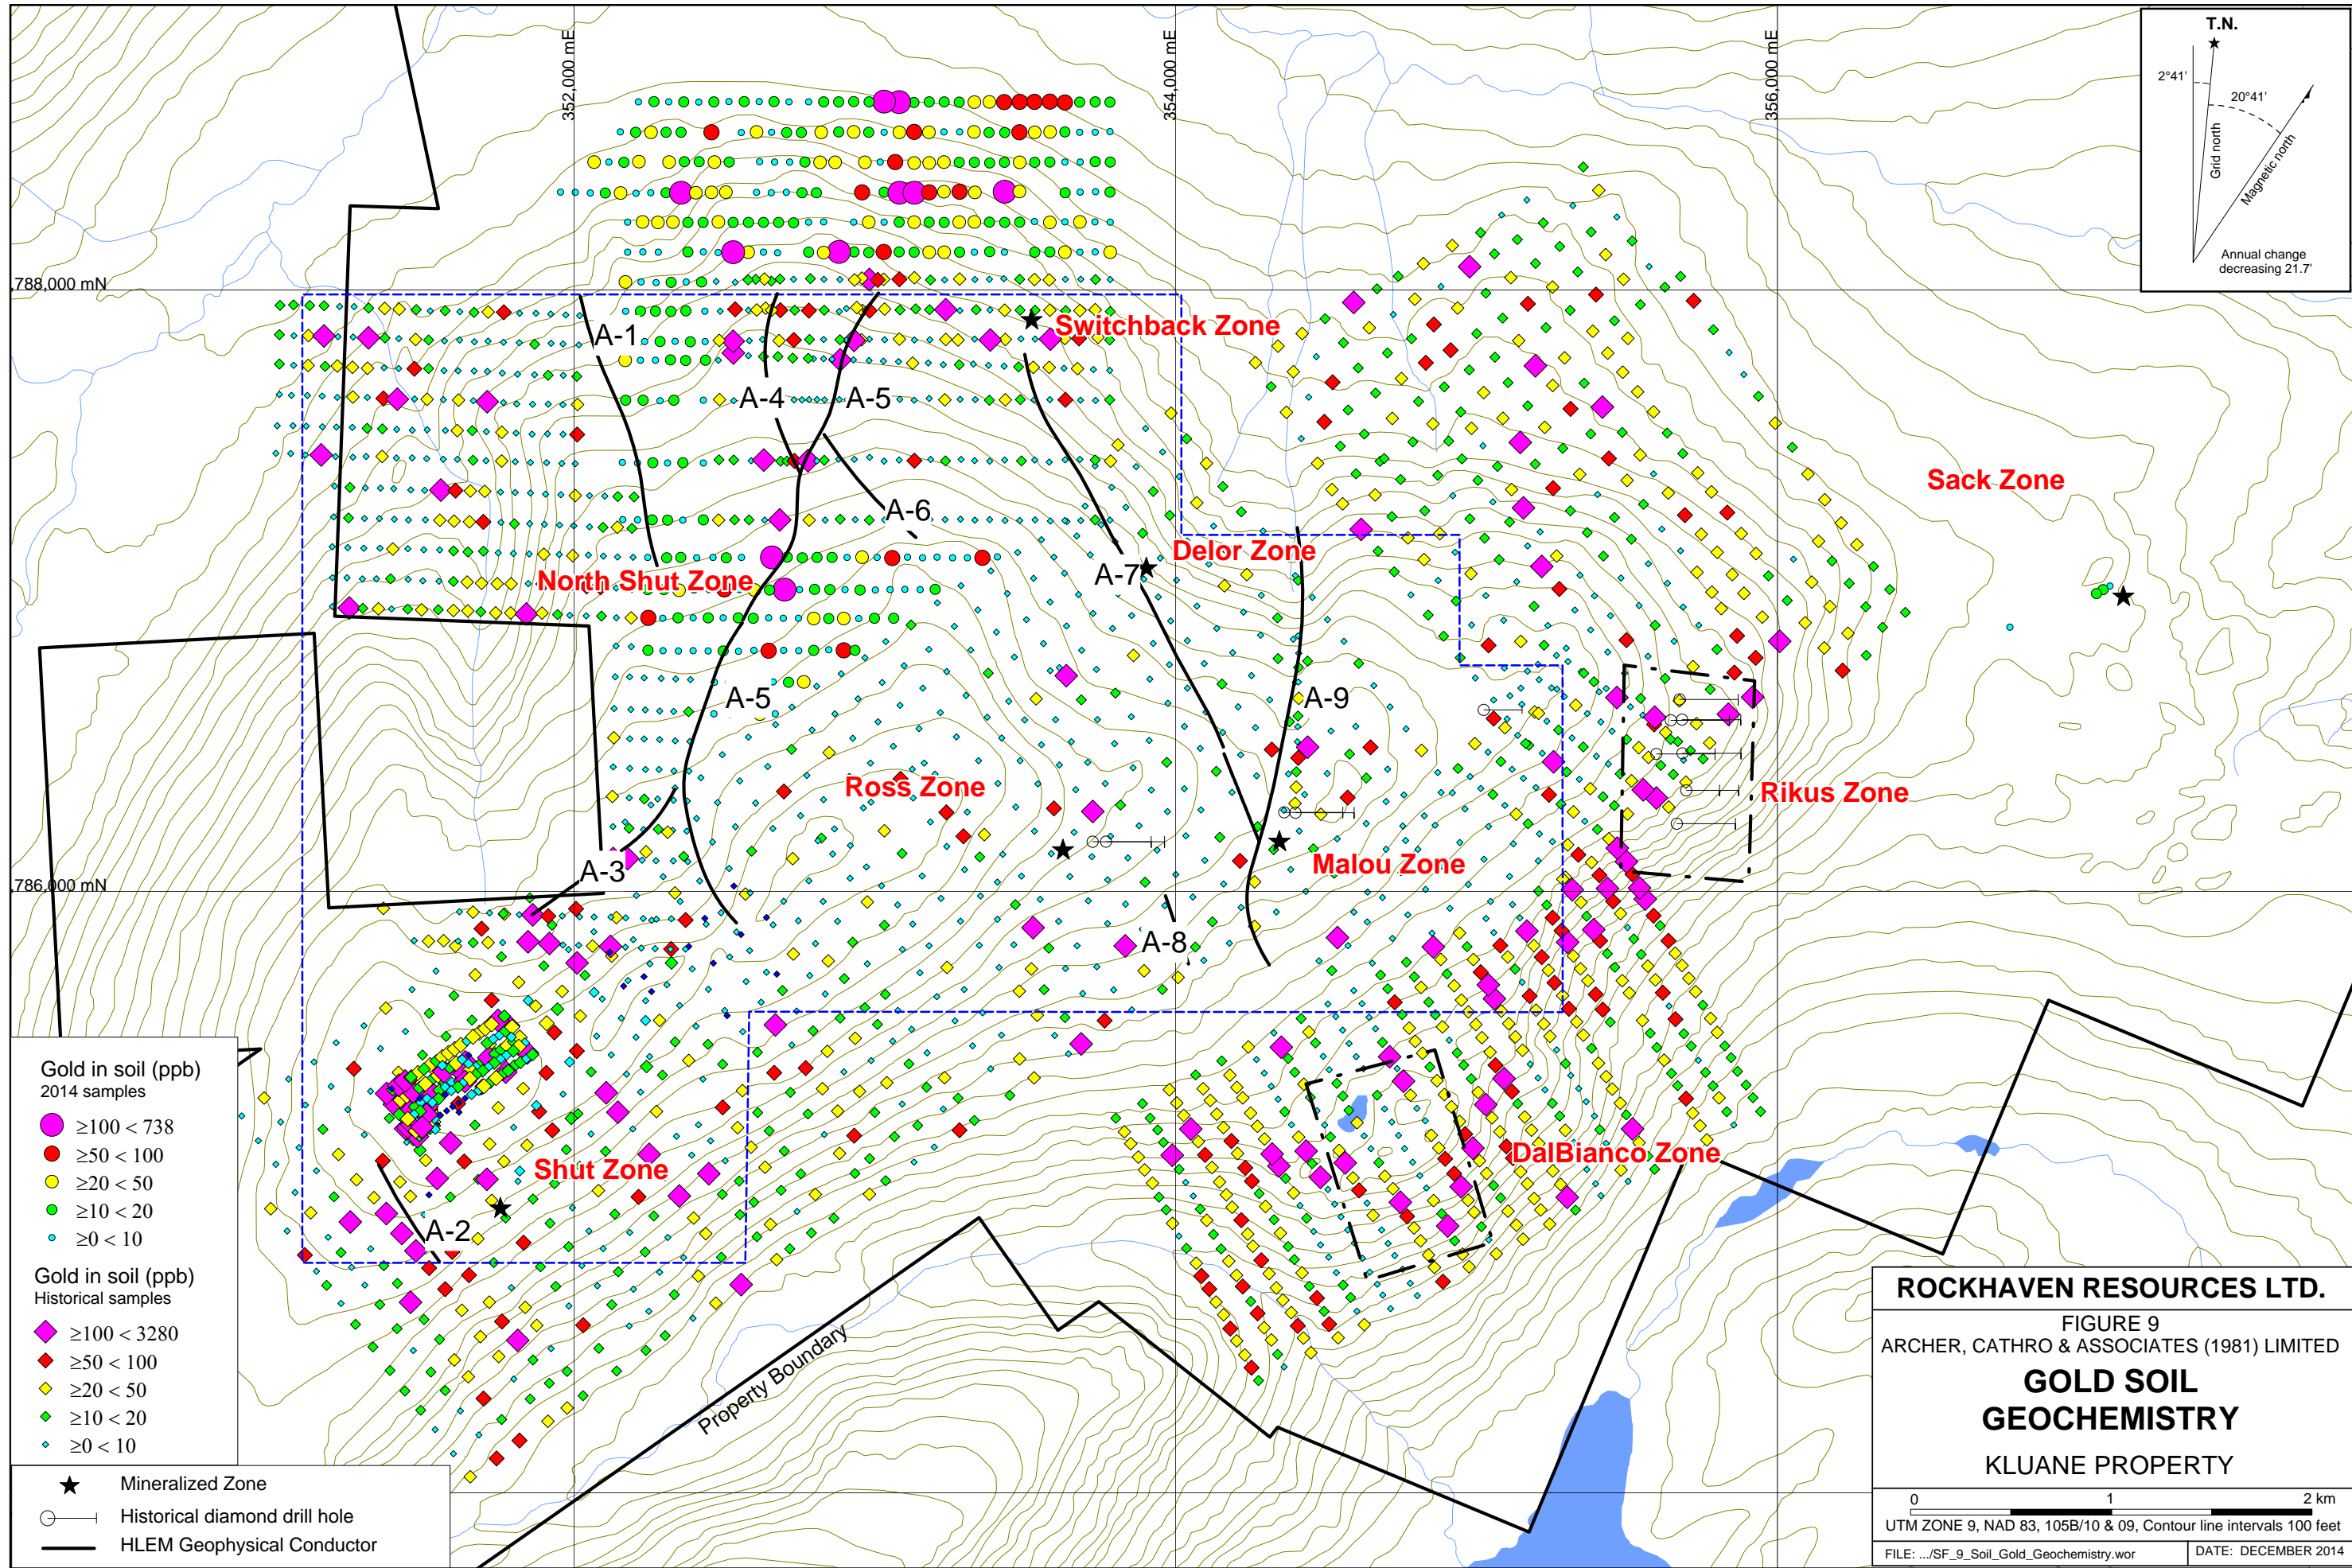 352,000 mE
354,000 mE
356,000 mE
T.N.
2°41'
20°41'
Grid north
Magnetic north
Annual change
decreasing 21.7'
,788,000 mN
A-1
Switchback Zone
A-4
A-5
Sack Zone
A-6
Delor Zone
A-7
North Shut Zone
A-5
A-9
Ross Zone
Rikus Zone
A-3
Malou Zone
,786,000 mN
A-8
Shut Zone
DalBianco Zone
A-2
Property Boundary
Gold in soil (ppb)
2014 samples
≥100 < 738
≥50 < 100
≥20 < 50
≥10 < 20
≥0 < 10
Gold in soil (ppb)
Historical samples
≥100 < 3280
≥50 < 100
≥20 < 50
≥10 < 20
≥0 < 10
Mineralized Zone
Historical diamond drill hole
HLEM Geophysical Conductor
ROCKHAVEN RESOURCES LTD.
FIGURE 9
ARCHER, CATHRO & ASSOCIATES (1981) LIMITED
GOLD SOIL
GEOCHEMISTRY
KLUANE PROPERTY
0 1 2 km
UTM ZONE 9, NAD 83, 105B/10 & 09, Contour line intervals 100 feet
FILE: .../SF_9_Soil_Gold_Geochemistry.wor
DATE: DECEMBER 2014